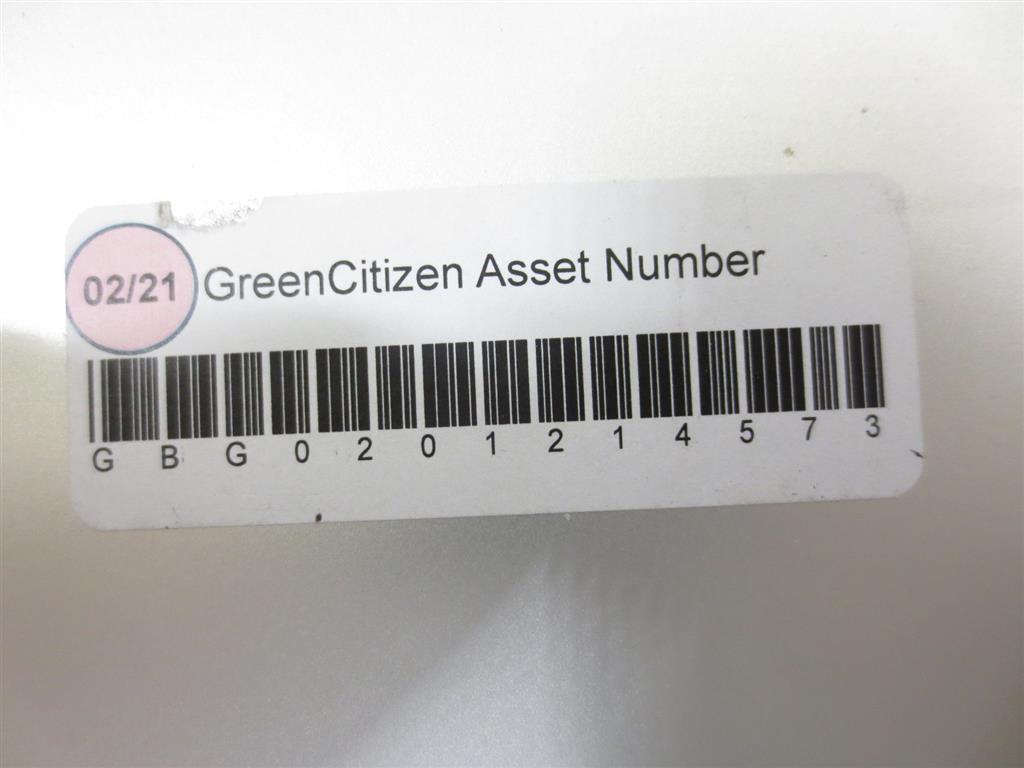 02/21
GreenCitizen Asset Number
G B G 0 2 0 1 2 1 4 5 7 3